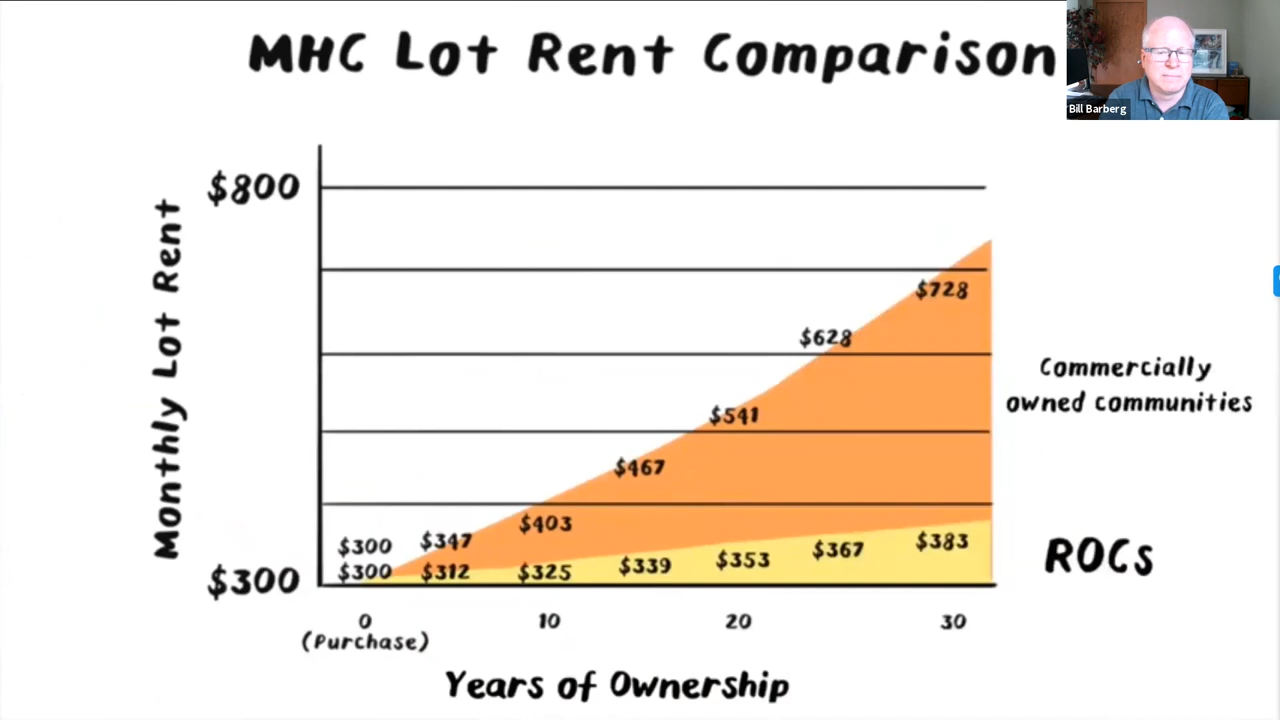 MHC Lot Rent Comparison
Bill Barberg
$800
Monthly Lot Rent
$728
$628
Commercially
owned communities
$541
$467
$403
$300 $347
$300 $312 $325 $339 $353 $367 $383
ROCs
$300
0 10 20 30
(Purchase)
Years of Ownership